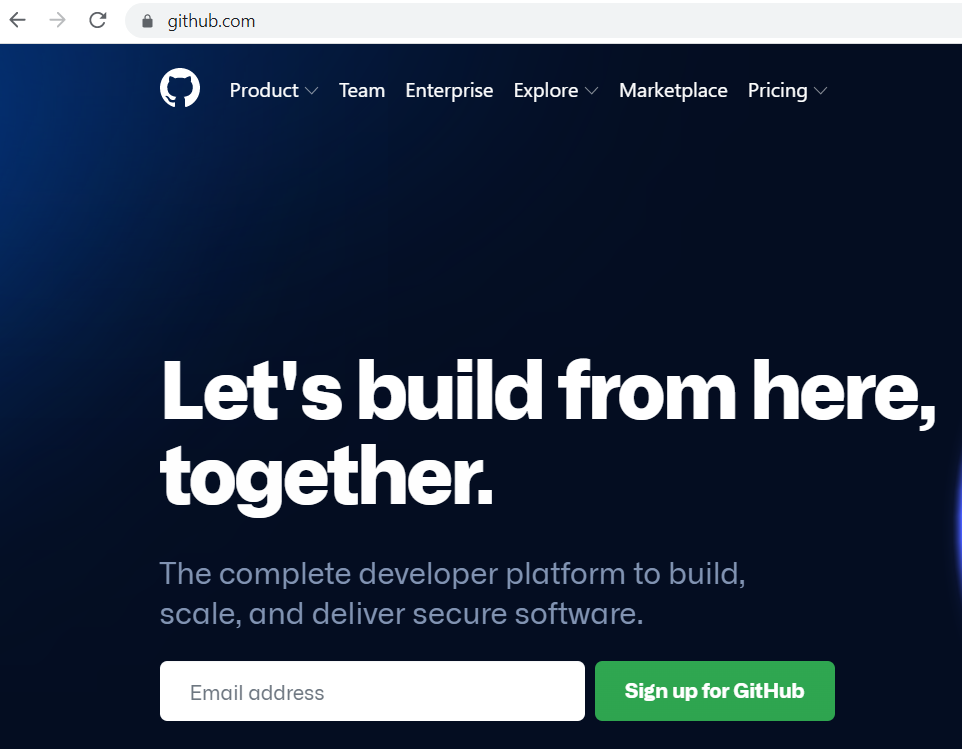 github.com
Product Team Enterprise Explore Marketplace Pricing
Let's build from here,
together.
The complete developer platform to build,
scale, and deliver secure software.
Email address Sign up for GitHub